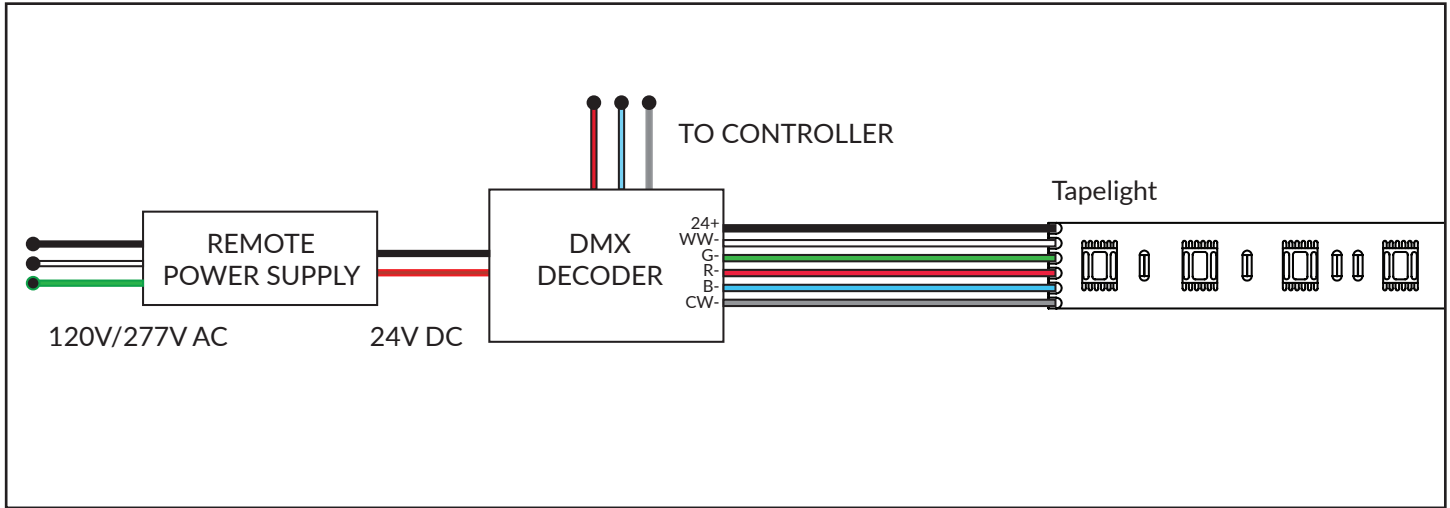 TO CONTROLLER
Tapelight
REMOTE
POWER SUPPLY
DMX
DECODER
24+
WW-
G-
R-
B-
CW-
120V/277V AC
24V DC